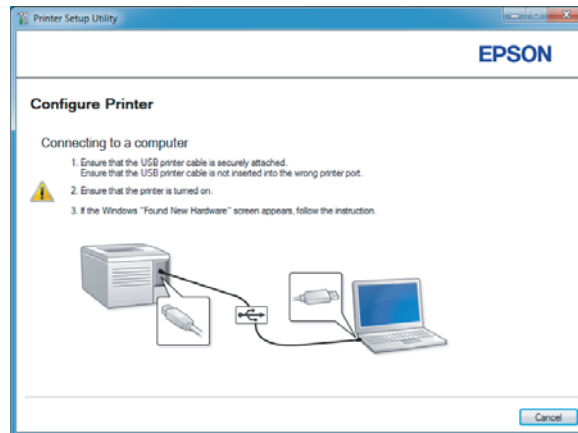 Printer Setup Utility
EPSON
Configure Printer
Connecting to a computer
1. Ensure that the USB printer cable is securely attached.
Ensure that the USB printer cable is not inserted into the wrong printer port.
2. Ensure that the printer is turned on.
3. If the Windows "Found New Hardware" screen appears, follow the instruction.
Cancel